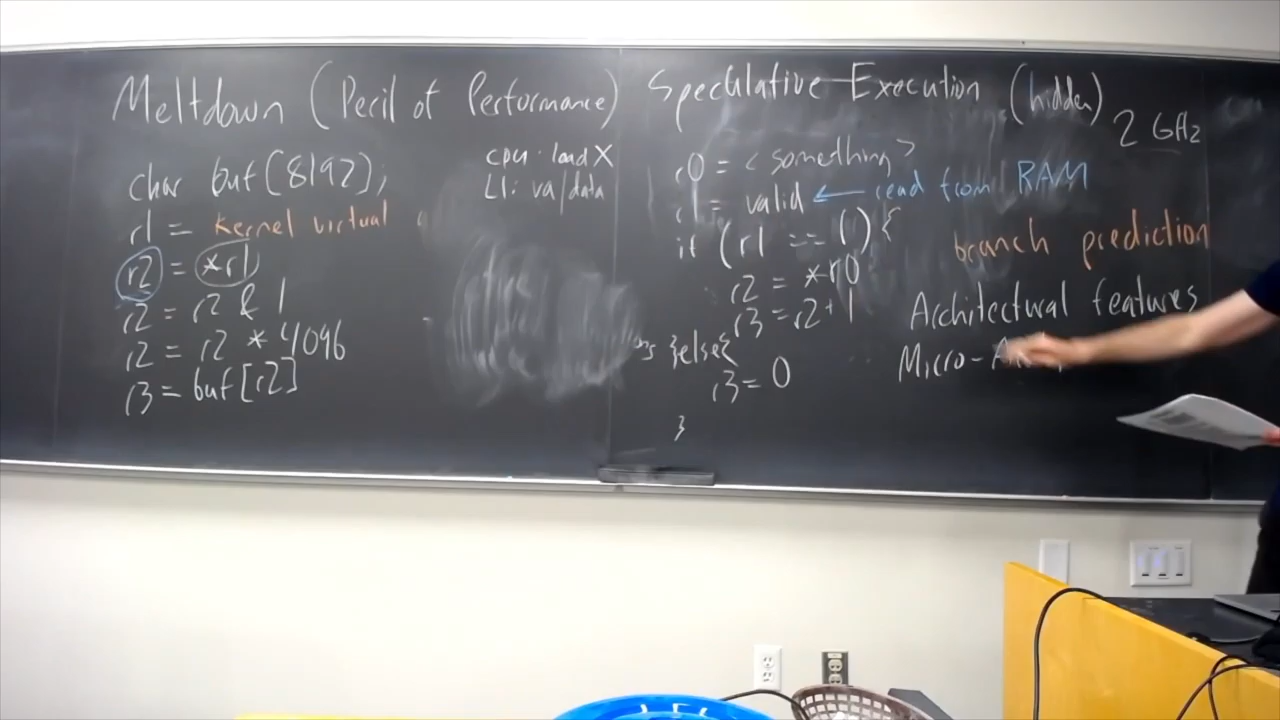 Meltdown (Peril of Performance)
char buf[8192];
r1 = kernel virtual
r2 = *r1
r2 = r2 & 1
r2 = r2 * 4096
r3 = buf[r2]
cpu: load X
L1: va/data
Speculative Execution (hidden)
2 GHz
r0 = <something>
r1 = valid ← read from RAM
if (r1 == 1) {
r2 = *r0
r3 = r2 + 1
}else{
r3 = 0
}
branch prediction
Architectural features
Micro-